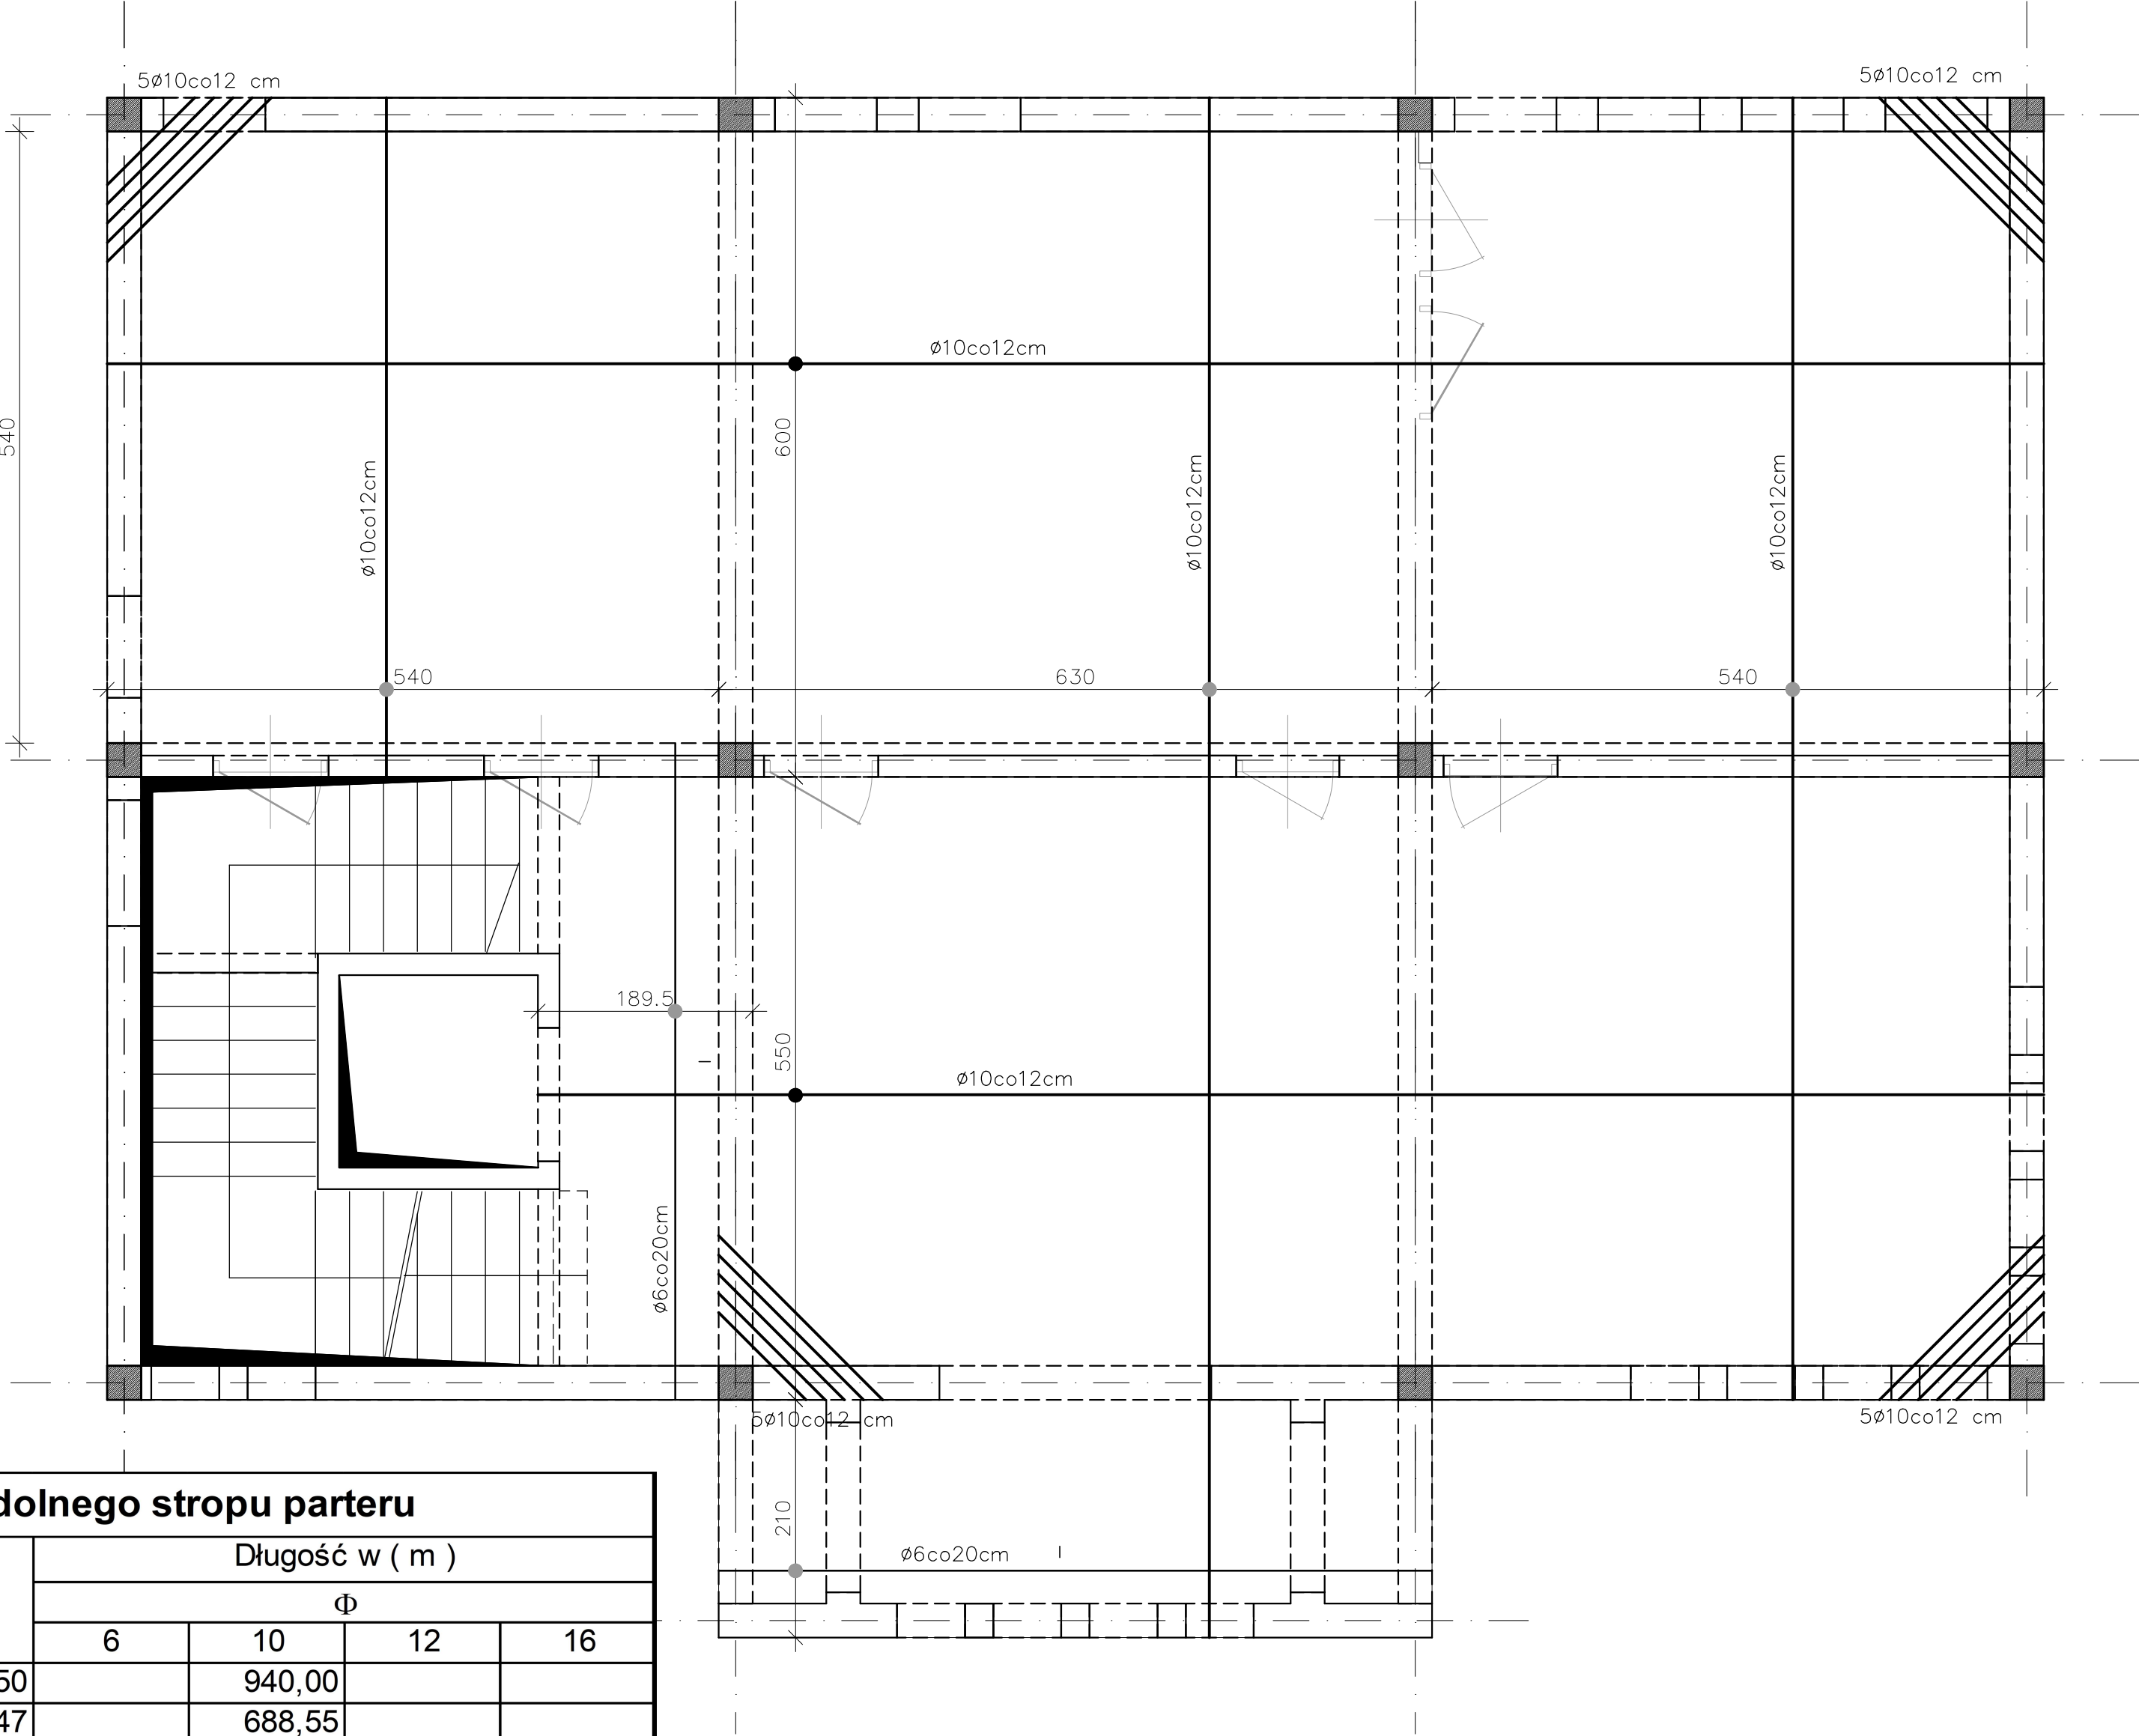 5ø10co12 cm
5ø10co12 cm
ø10co12cm
540
600
ø10co12cm
ø10co12cm
ø10co12cm
540
630
540
189.5
550
ø10co12cm
ø6co20cm
5ø10co12 cm
5ø10co12 cm
210
ø6co20cm
dolnego stropu parteru
Długość w ( m )
Φ
6 10 12 16
50 940,00
47 688,55